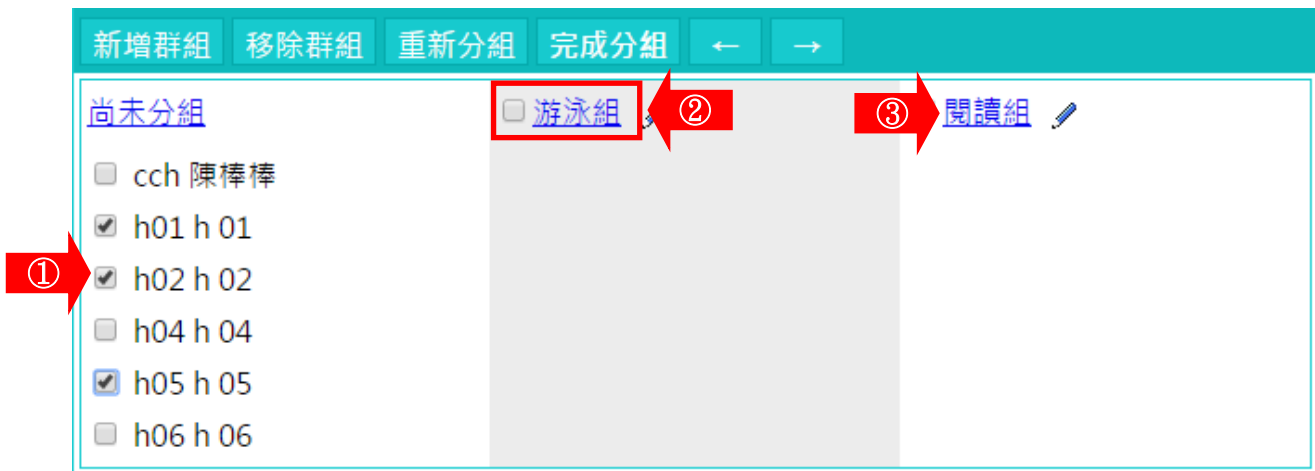 新增群組 移除群組 重新分組 完成分組 ← →
尚未分組 游泳組 ② ③ 閱讀組
cch 陳棒棒
h01 h 01
① h02 h 02
h04 h 04
h05 h 05
h06 h 06